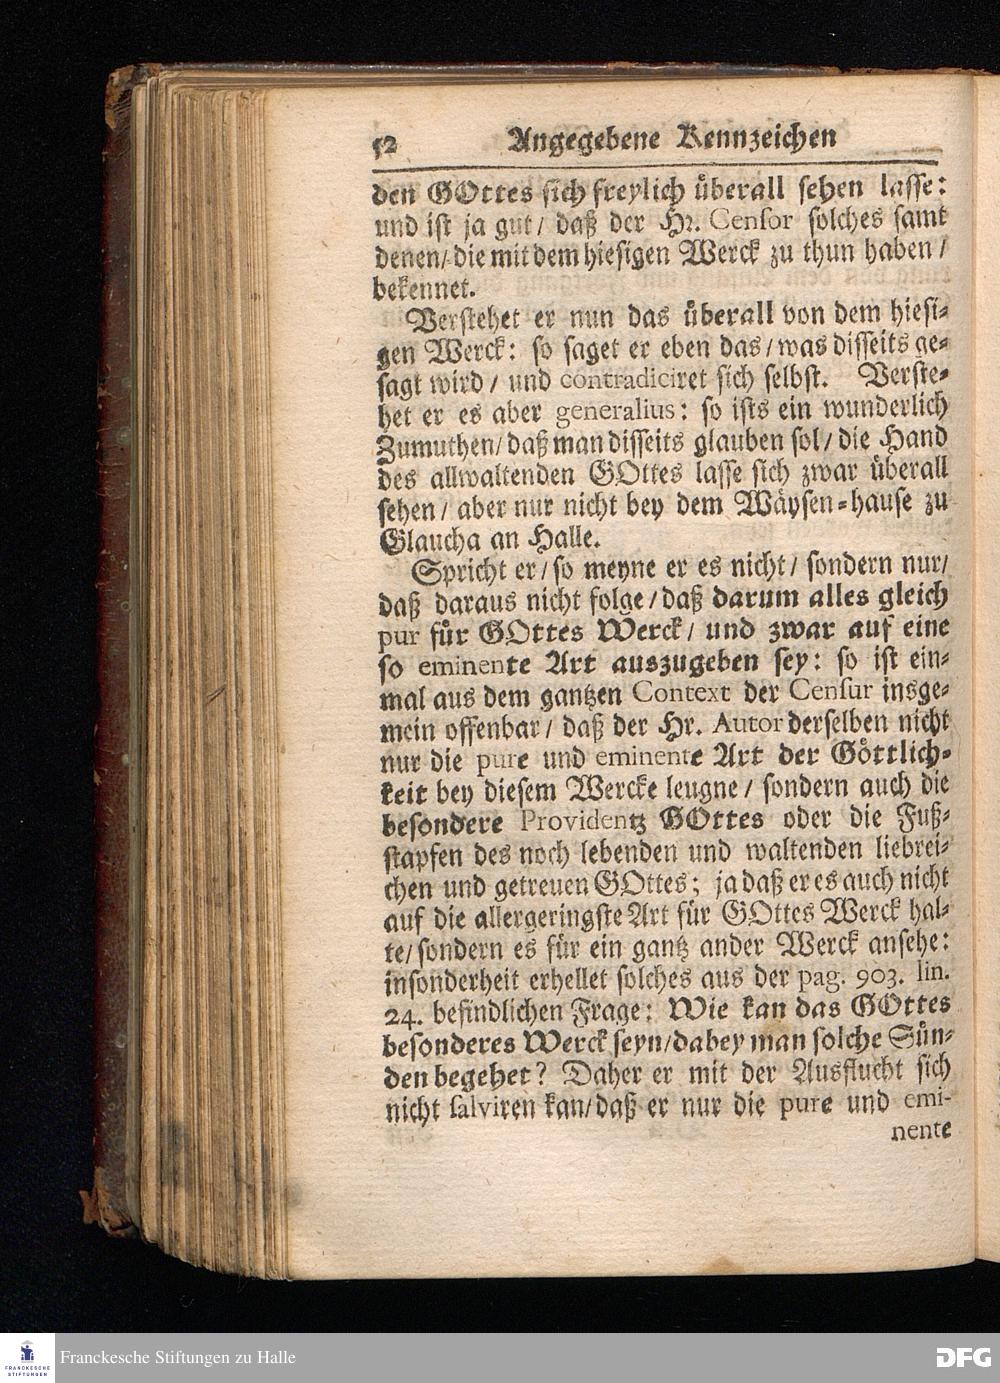 52 Angegebene Kennzeichen
den GOttes sich freylich überall sehen lasse:
und ist ja gut/ daß der Hr. Censor solches samt
denen/ die mit dem hiesigen Werck zu thun haben/
bekennet.
Verstehet er nun das überall von dem hiesi-
gen Werck: so saget er eben das/ was disseits ge-
sagt wird/ und contradiciret sich selbst. Verste-
het er es aber generalius: so ists ein wunderlich
Zumuthen/ daß man disseits glauben sol/ die Hand
des allwaltenden GOttes lasse sich zwar überall
sehen/ aber nur nicht bey dem Wäysen-hause zu
Glaucha an Halle.
Spricht er/ so meyne er es nicht/ sondern nur/
daß daraus nicht folge/ daß darum alles gleich
pur für GOttes Werck/ und zwar auf eine
so eminente Art auszugeben sey: so ist ein-
mal aus dem gantzen Context der Censur insge-
mein offenbar/ daß der Hr. Autor derselben nicht
nur die pure und eminente Art der Göttlich-
keit bey diesem Wercke leugne/ sondern auch die
besondere Providentz GOttes oder die Fuß-
stapfen des noch lebenden und waltenden liebrei-
chen und getreuen GOttes; ja daß er es auch nicht
auf die allergeringste Art für GOttes Werck hal-
te/ sondern es für ein gantz ander Werck ansehe:
insonderheit erhellet solches aus der pag. 903. lin.
24. befindlichen Frage: Wie kan das GOttes
besonderes Werck seyn/ dabey man solche Sün-
den begehet? Daher er mit der Ausflucht sich
nicht salviren kan/ daß er nur die pure und emi-
nente
FRANCKESCHE
STIFTUNGEN
Franckesche Stiftungen zu Halle
DFG